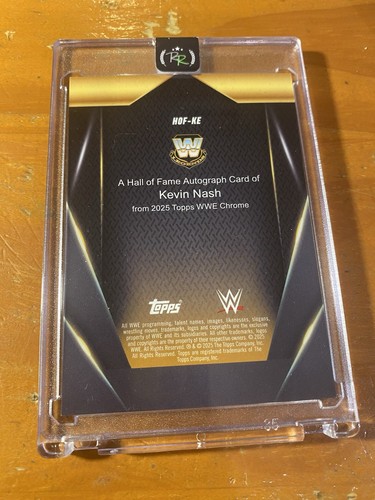 RR
HOF-KE
W
LEGENDS
A Hall of Fame Autograph Card of
Kevin Nash
from 2025 Topps WWE Chrome
topps
W
All WWE programming, talent names, images, likenesses, slogans,
wrestling moves, trademarks, logos and copyrights are the exclusive
property of WWE and its subsidiaries. All other trademarks, logos
and copyrights are the property of their respective owners. © 2025
WWE. All Rights Reserved. ® & © 2025 The Topps Company, Inc.
All Rights Reserved. Topps are registered trademarks of The
Topps Company, Inc.